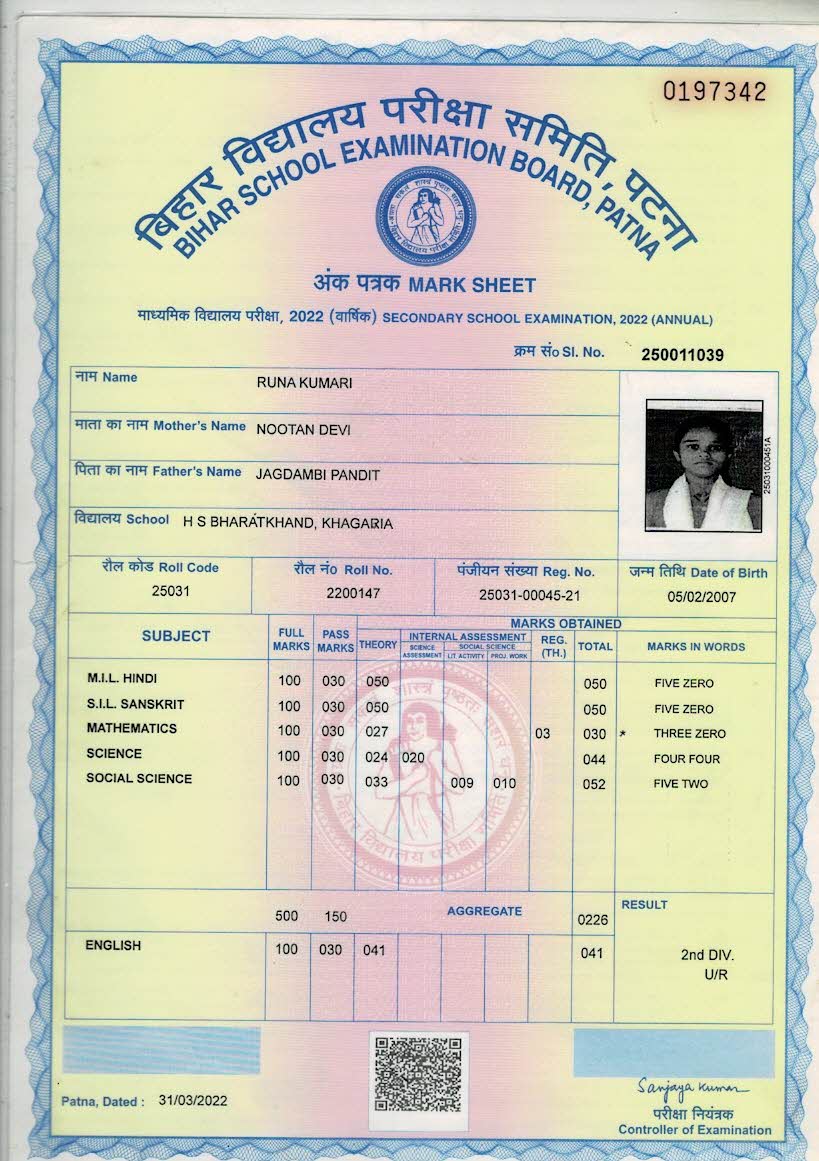 0197342
बिहार विद्यालय परीक्षा समिति, पटना
BIHAR SCHOOL EXAMINATION BOARD, PATNA
अंक पत्रक MARK SHEET
माध्यमिक विद्यालय परीक्षा, 2022 (वार्षिक) SECONDARY SCHOOL EXAMINATION, 2022 (ANNUAL)
क्रम सं० Sl. No. 250011039
नाम Name RUNA KUMARI
माता का नाम Mother's Name NOOTAN DEVI
पिता का नाम Father's Name JAGDAMBI PANDIT
विद्यालय School H S BHARATKHAND, KHAGARIA
25031000451A
रौल कोड Roll Code रौल नं0 Roll No. पंजीयन संख्या Reg. No. जन्म तिथि Date of Birth
25031 2200147 25031-00045-21 05/02/2007
MARKS OBTAINED
SUBJECT FULL MARKS PASS MARKS THEORY INTERNAL ASSESSMENT REG. (TH.) TOTAL MARKS IN WORDS
SCIENCE ASSESSMENT SOCIAL SCIENCE
LIT. ACTIVITY PROJ. WORK
M.I.L. HINDI 100 030 050 050 FIVE ZERO
S.I.L. SANSKRIT 100 030 050 050 FIVE ZERO
MATHEMATICS 100 030 027 03 030 * THREE ZERO
SCIENCE 100 030 024 020 044 FOUR FOUR
SOCIAL SCIENCE 100 030 033 009 010 052 FIVE TWO
500 150 AGGREGATE 0226 RESULT
ENGLISH 100 030 041 041 2nd DIV.
U/R
Patna, Dated : 31/03/2022
Sanjaya Kumar
परीक्षा नियंत्रक
Controller of Examination